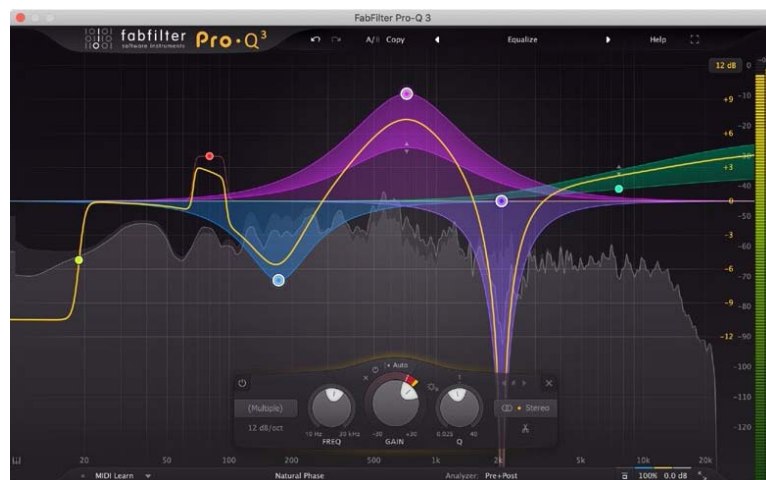 FabFilter Pro-Q 3
fabfilter
software instruments
Pro·Q3
A/B Copy
Equalize
Help
12 dB 0
+9 -10
+6 -20
+3 -30
-40
0 -50
-3 -60
-6 -70
-9 -80
-12 -90
-100
-110
-120
Auto
(Multiple)
12 dB/oct
10 Hz 20 kHz
FREQ
-30 +30
GAIN
0.025 40
Q
Stereo
20 50 100 200 500 1k 2k 5k 10k 20k
MIDI Learn
Natural Phase
Analyzer: Pre+Post
100% 0.0 dB